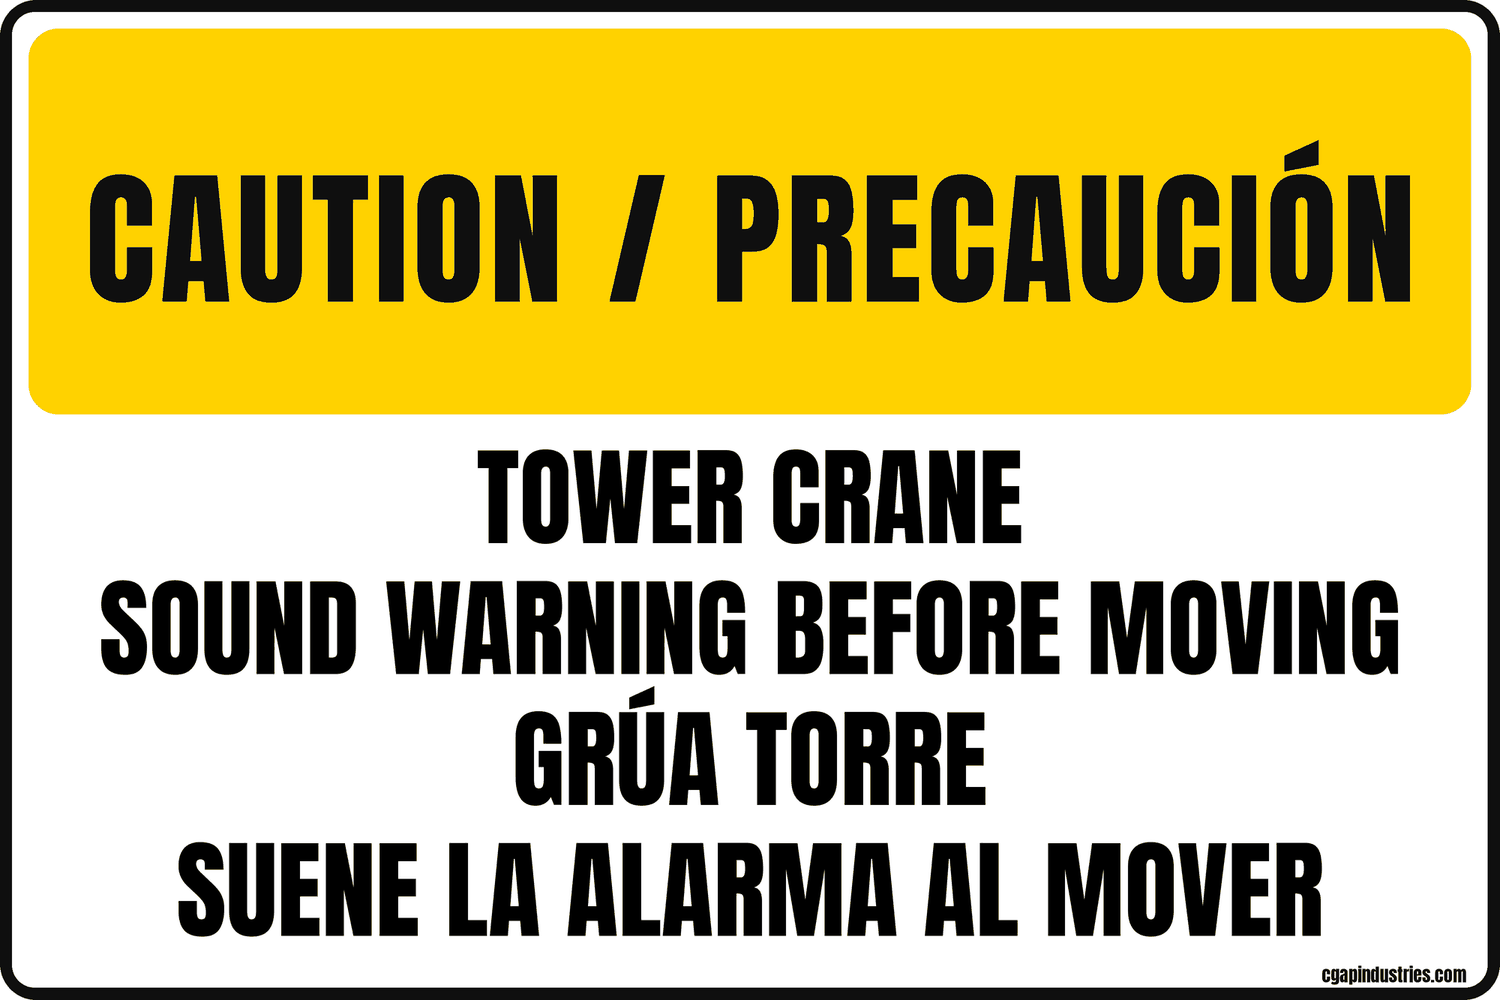 CAUTION / PRECAUCIÓN
TOWER CRANE
SOUND WARNING BEFORE MOVING
GRÚA TORRE
SUENE LA ALARMA AL MOVER
cgapindustries.com